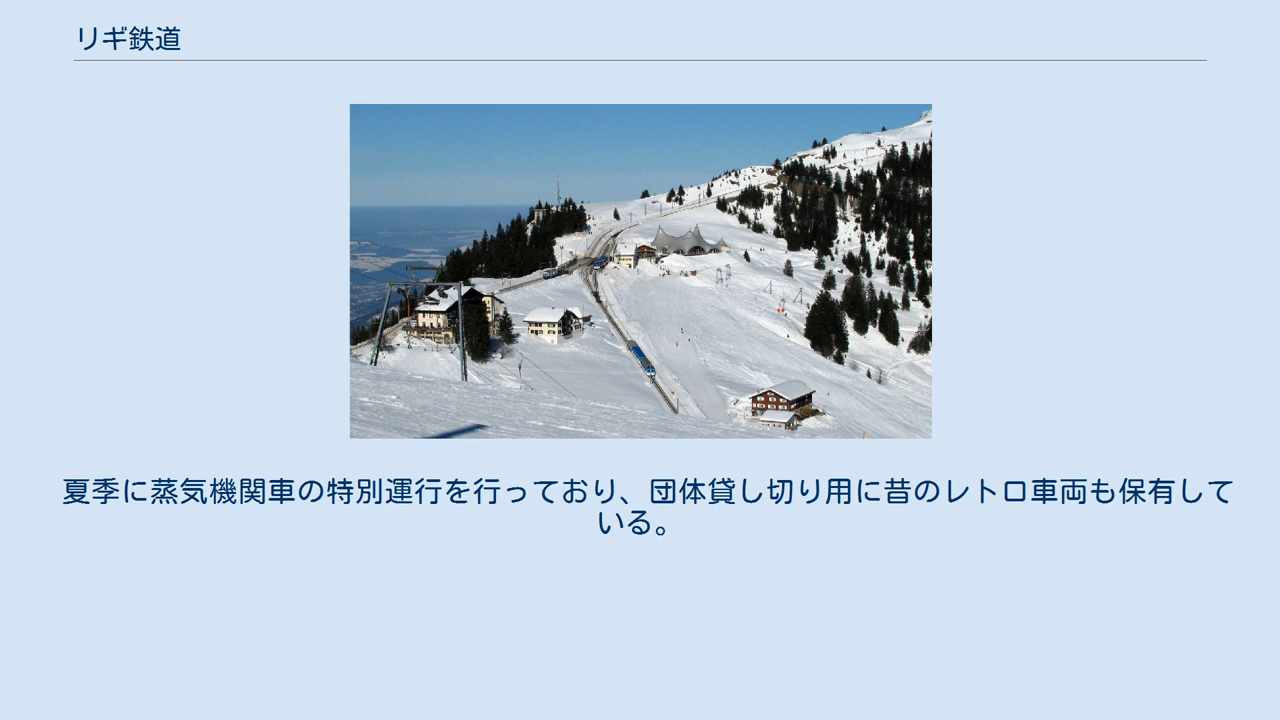 リギ鉄道
夏季に蒸気機関車の特別運行を行っており、団体貸し切り用に昔のレトロ車両も保有して
いる。